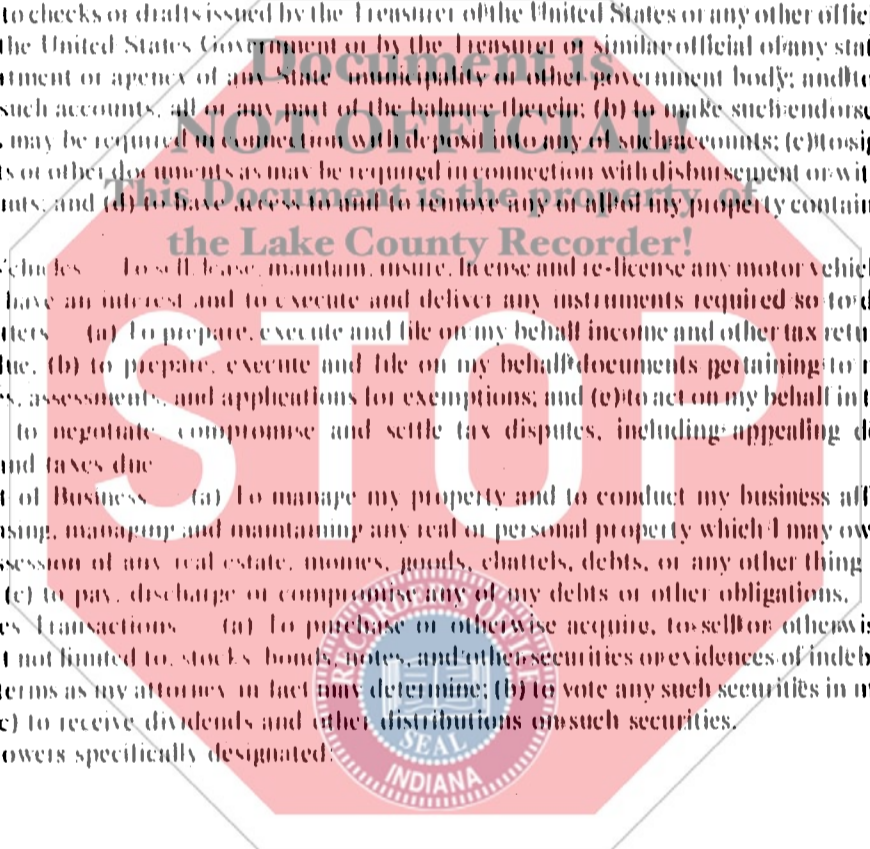 to checks or drafts issued by the Treasurer of the United States or any other offic
the United States Government or by the Treasurer or similar official of any stat
Document is
tment or agency of any State municipality or other government body; and
such accounts, all or any part of the balance therein; (b) to make such endorse
NOT OFFICIAL!
may be required in connection with deposit into any of such accounts; (c) to sig
s or other documents as may be required in connection with disbursement or wit
This Document is the property of
nts; and (d) to have access to and to remove any or all of my property contain
the Lake County Recorder!
ehicles To sell, lease, maintain, insure, license and re-license any motor vehicl
have an interest and to execute and deliver any instruments required so to d
tters (a) To prepare, execute and file on my behalf income and other tax retu
ue, (b) to prepare, execute and file on my behalf documents pertaining to
s, assessments, and applications for exemptions; and (c) to act on my behalf in
to negotiate, compromise and settle tax disputes, including appealing d
nd taxes due
STOP
t of Business (a) To manage my property and to conduct my business aff
sing, managing and maintaining any real or personal property which I may ow
session of any real estate, monies, goods, chattels, debts, or any other thing
(c) to pay, discharge or compromise any of my debts or other obligations.
es Transactions (a) To purchase or otherwise acquire, to sell or otherwis
t not limited to, stocks, bonds, notes, and other securities or evidences of indeb
terms as my attorney in fact may determine; (b) to vote any such securities in m
c) to receive dividends and other distributions on such securities.
owers specifically designated:
RECORDER'S OFFICE
SEAL
INDIANA